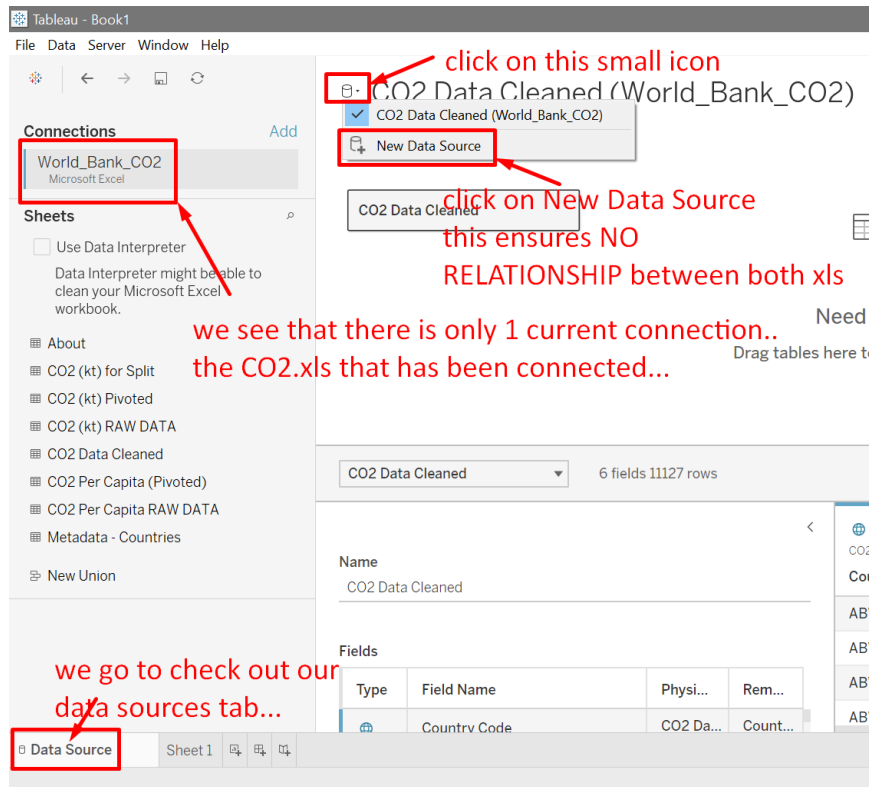 Tableau - Book1
File Data Server Window Help
click on this small icon
CO2 Data Cleaned (World_Bank_CO2)
CO2 Data Cleaned (World_Bank_CO2)
New Data Source
Connections Add
World_Bank_CO2
Microsoft Excel
CO2 Data Cleaned
click on New Data Source
this ensures NO
RELATIONSHIP between both xls
Sheets
Use Data Interpreter
Data Interpreter might be able to
clean your Microsoft Excel
workbook.
Need
Drag tables here t
we see that there is only 1 current connection..
the CO2.xls that has been connected...
About
CO2 (kt) for Split
CO2 (kt) Pivoted
CO2 (kt) RAW DATA
CO2 Data Cleaned
CO2 Per Capita (Pivoted)
CO2 Per Capita RAW DATA
Metadata - Countries
New Union
CO2 Data Cleaned 6 fields 11127 rows
Name
CO2 Data Cleaned
Fields
Type Field Name Physi... Rem...
Country Code CO2 Da... Count...
CO2
Cou
AB
AB
AB
AB
we go to check out our
data sources tab...
Data Source Sheet 1